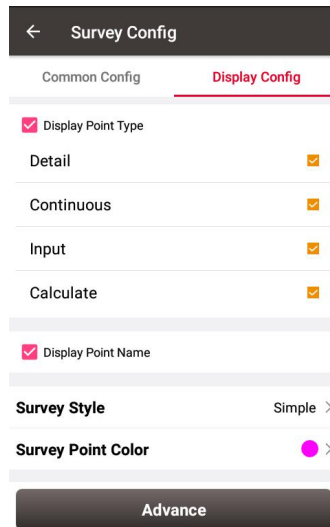 Survey Config
Common Config Display Config
Display Point Type
Detail
Continuous
Input
Calculate
Display Point Name
Survey Style Simple
Survey Point Color
Advance